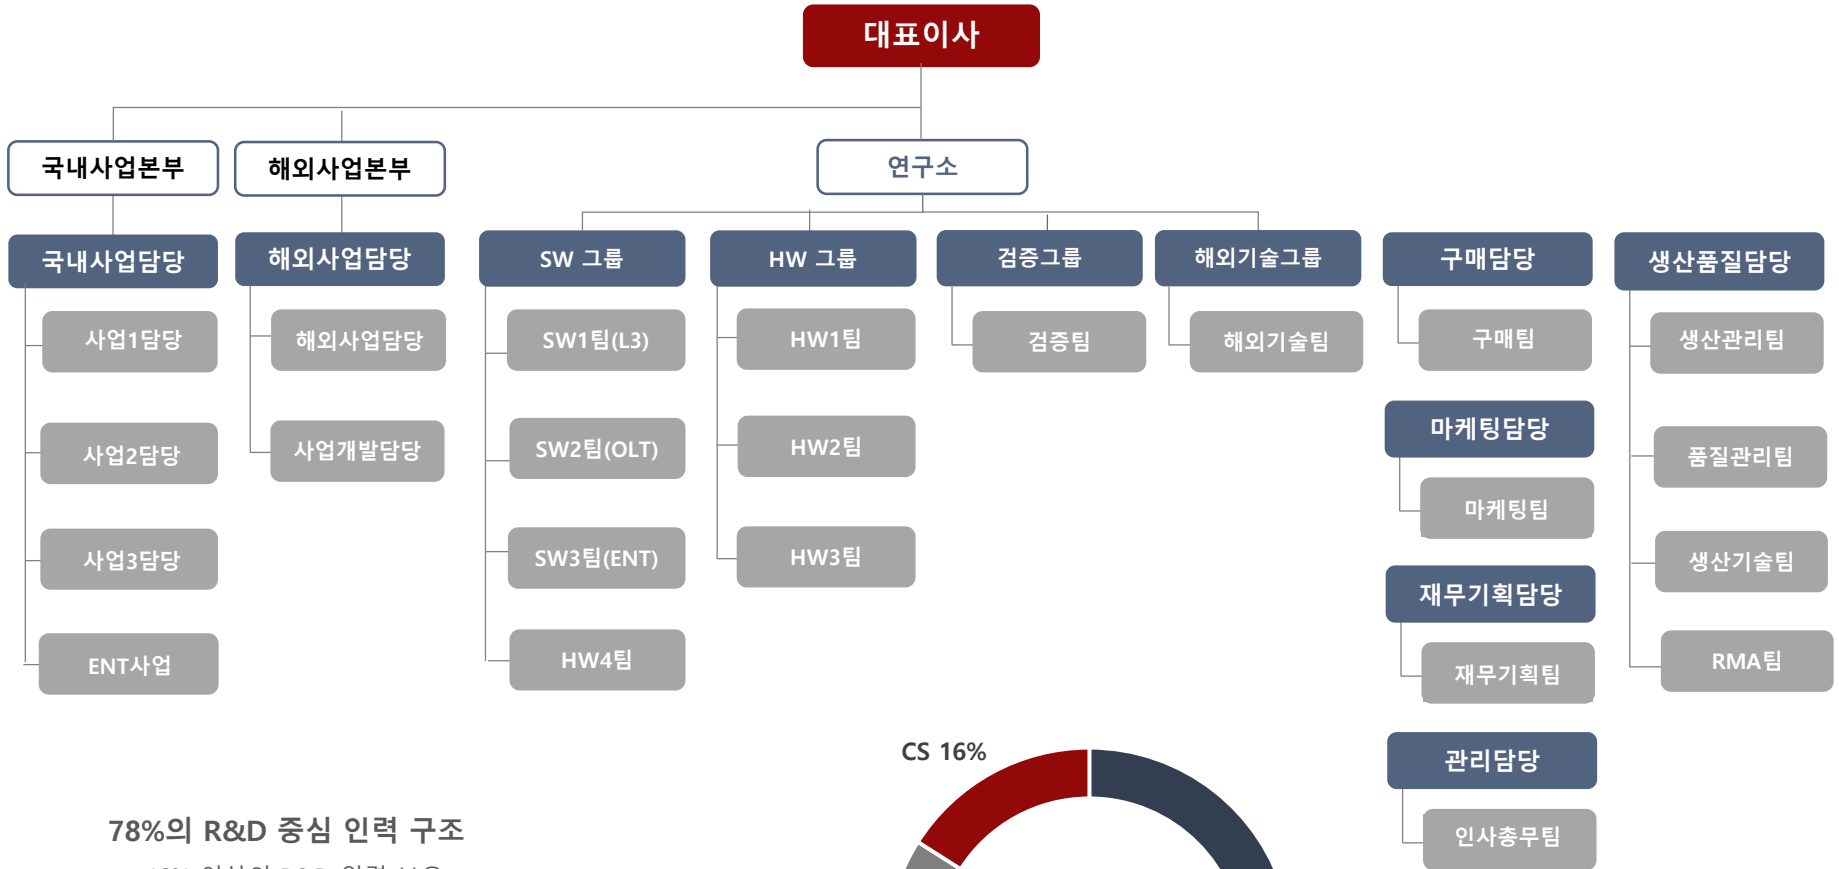 대표이사
국내사업본부
해외사업본부
연구소
국내사업담당
해외사업담당
SW 그룹
HW 그룹
검증그룹
해외기술그룹
구매담당
생산품질담당
사업1담당
해외사업담당
SW1팀(L3)
HW1팀
검증팀
해외기술팀
구매팀
생산관리팀
마케팅담당
사업2담당
사업개발담당
SW2팀(OLT)
HW2팀
품질관리팀
마케팅팀
사업3담당
SW3팀(ENT)
HW3팀
생산기술팀
재무기획담당
ENT사업
HW4팀
재무기획팀
RMA팀
CS 16%
관리담당
78%의 R&D 중심 인력 구조
인사총무팀